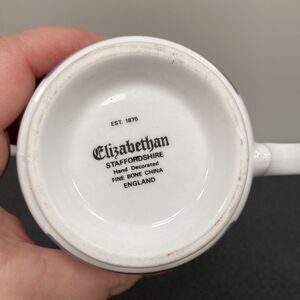 EST. 1875
Elizabethan
STAFFORDSHIRE
Hand Decorated
FINE BONE CHINA
ENGLAND